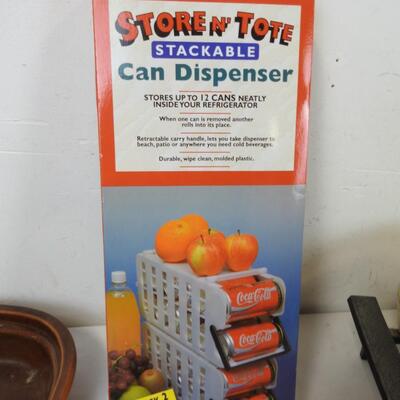 STORE N' TOTE
STACKABLE
Can Dispenser
STORES UP TO 12 CANS NEATLY
INSIDE YOUR REFRIGERATOR
When one can is removed another
rolls into its place.
Retractable carry handle, lets you take dispenser to
beach, patio or anywhere you need cold beverages.
Durable, wipe clean, molded plastic.
Coca-Cola
Coca-Cola
Coca-Cola